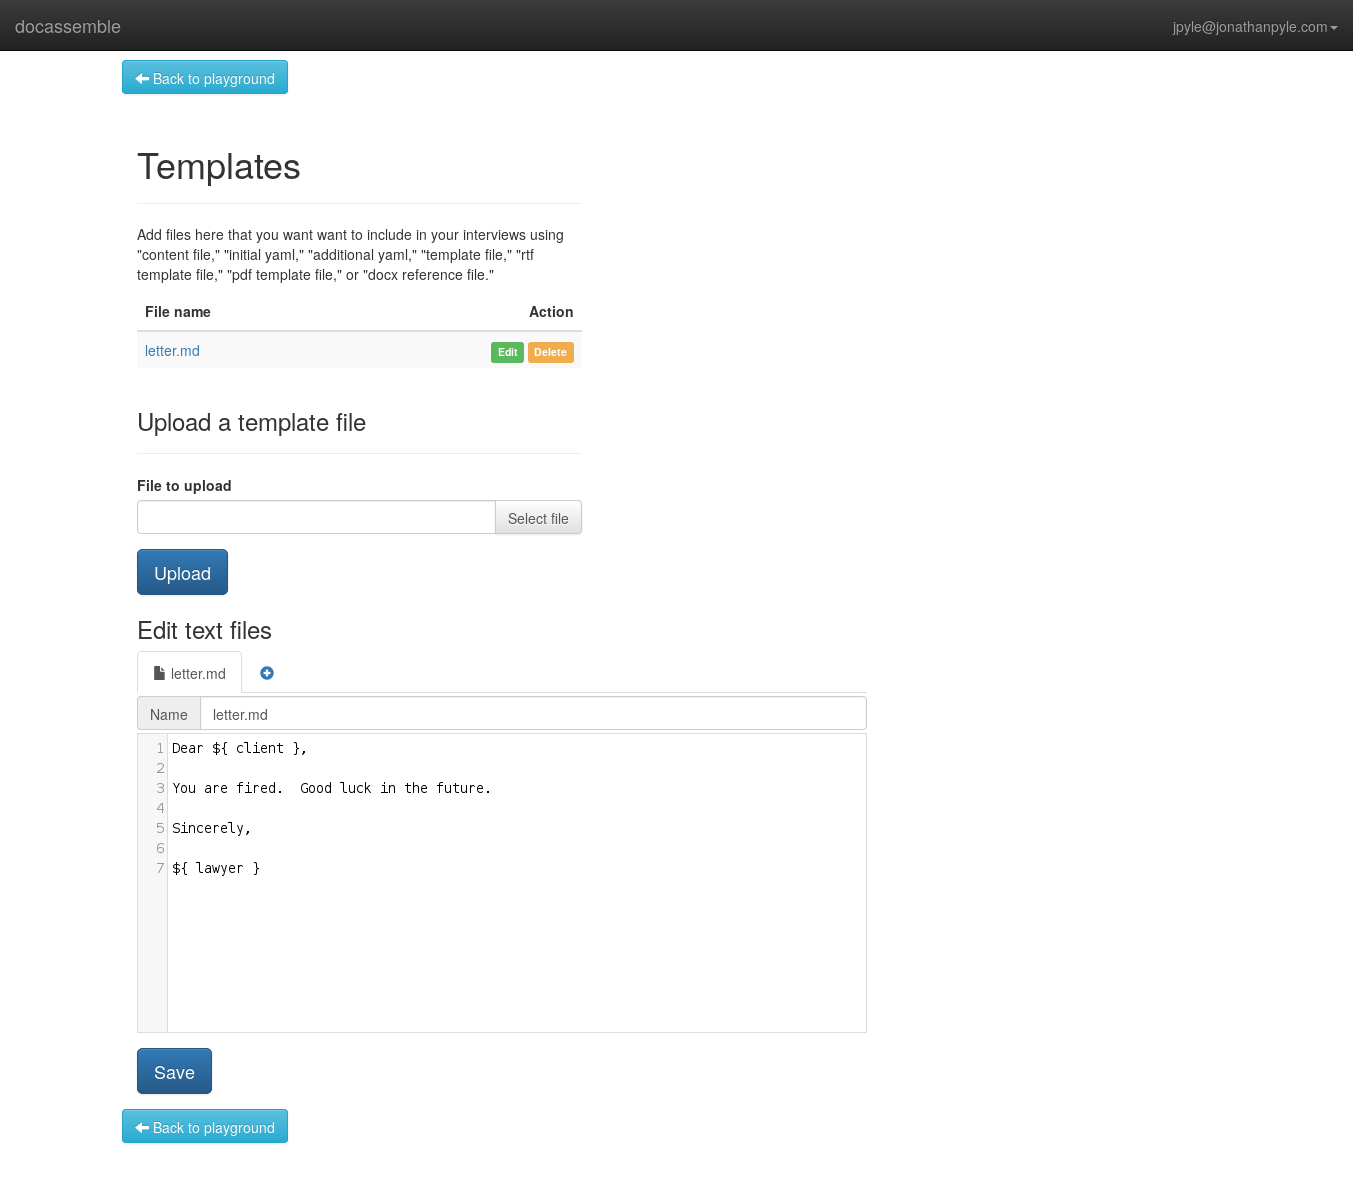 docassemble
jpyle@jonathanpyle.com
Back to playground
Templates
Add files here that you want want to include in your interviews using
"content file," "initial yaml," "additional yaml," "template file," "rtf
template file," "pdf template file," or "docx reference file."
File name Action
letter.md Edit Delete
Upload a template file
File to upload
Select file
Upload
Edit text files
letter.md
Name letter.md
1 Dear ${ client },
2
3 You are fired.  Good luck in the future.
4
5 Sincerely,
6
7 ${ lawyer }
Save
Back to playground